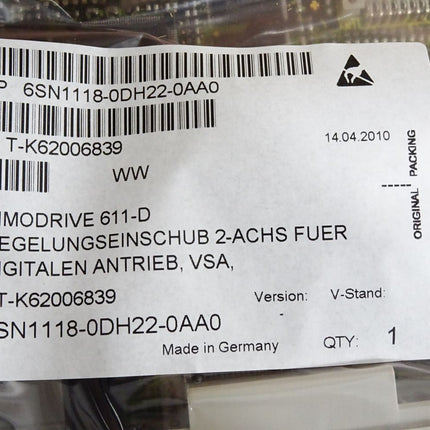 P 6SN1118-0DH22-0AA0
T-K62006839
14.04.2010
WW
ORIGINAL PACKING
IMODRIVE 611-D
EGELUNGSEINSCHUB 2-ACHS FUER
IGITALEN ANTRIEB, VSA,
T-K62006839
Version: V-Stand:
-
SN1118-0DH22-0AA0
Made in Germany
QTY: 1